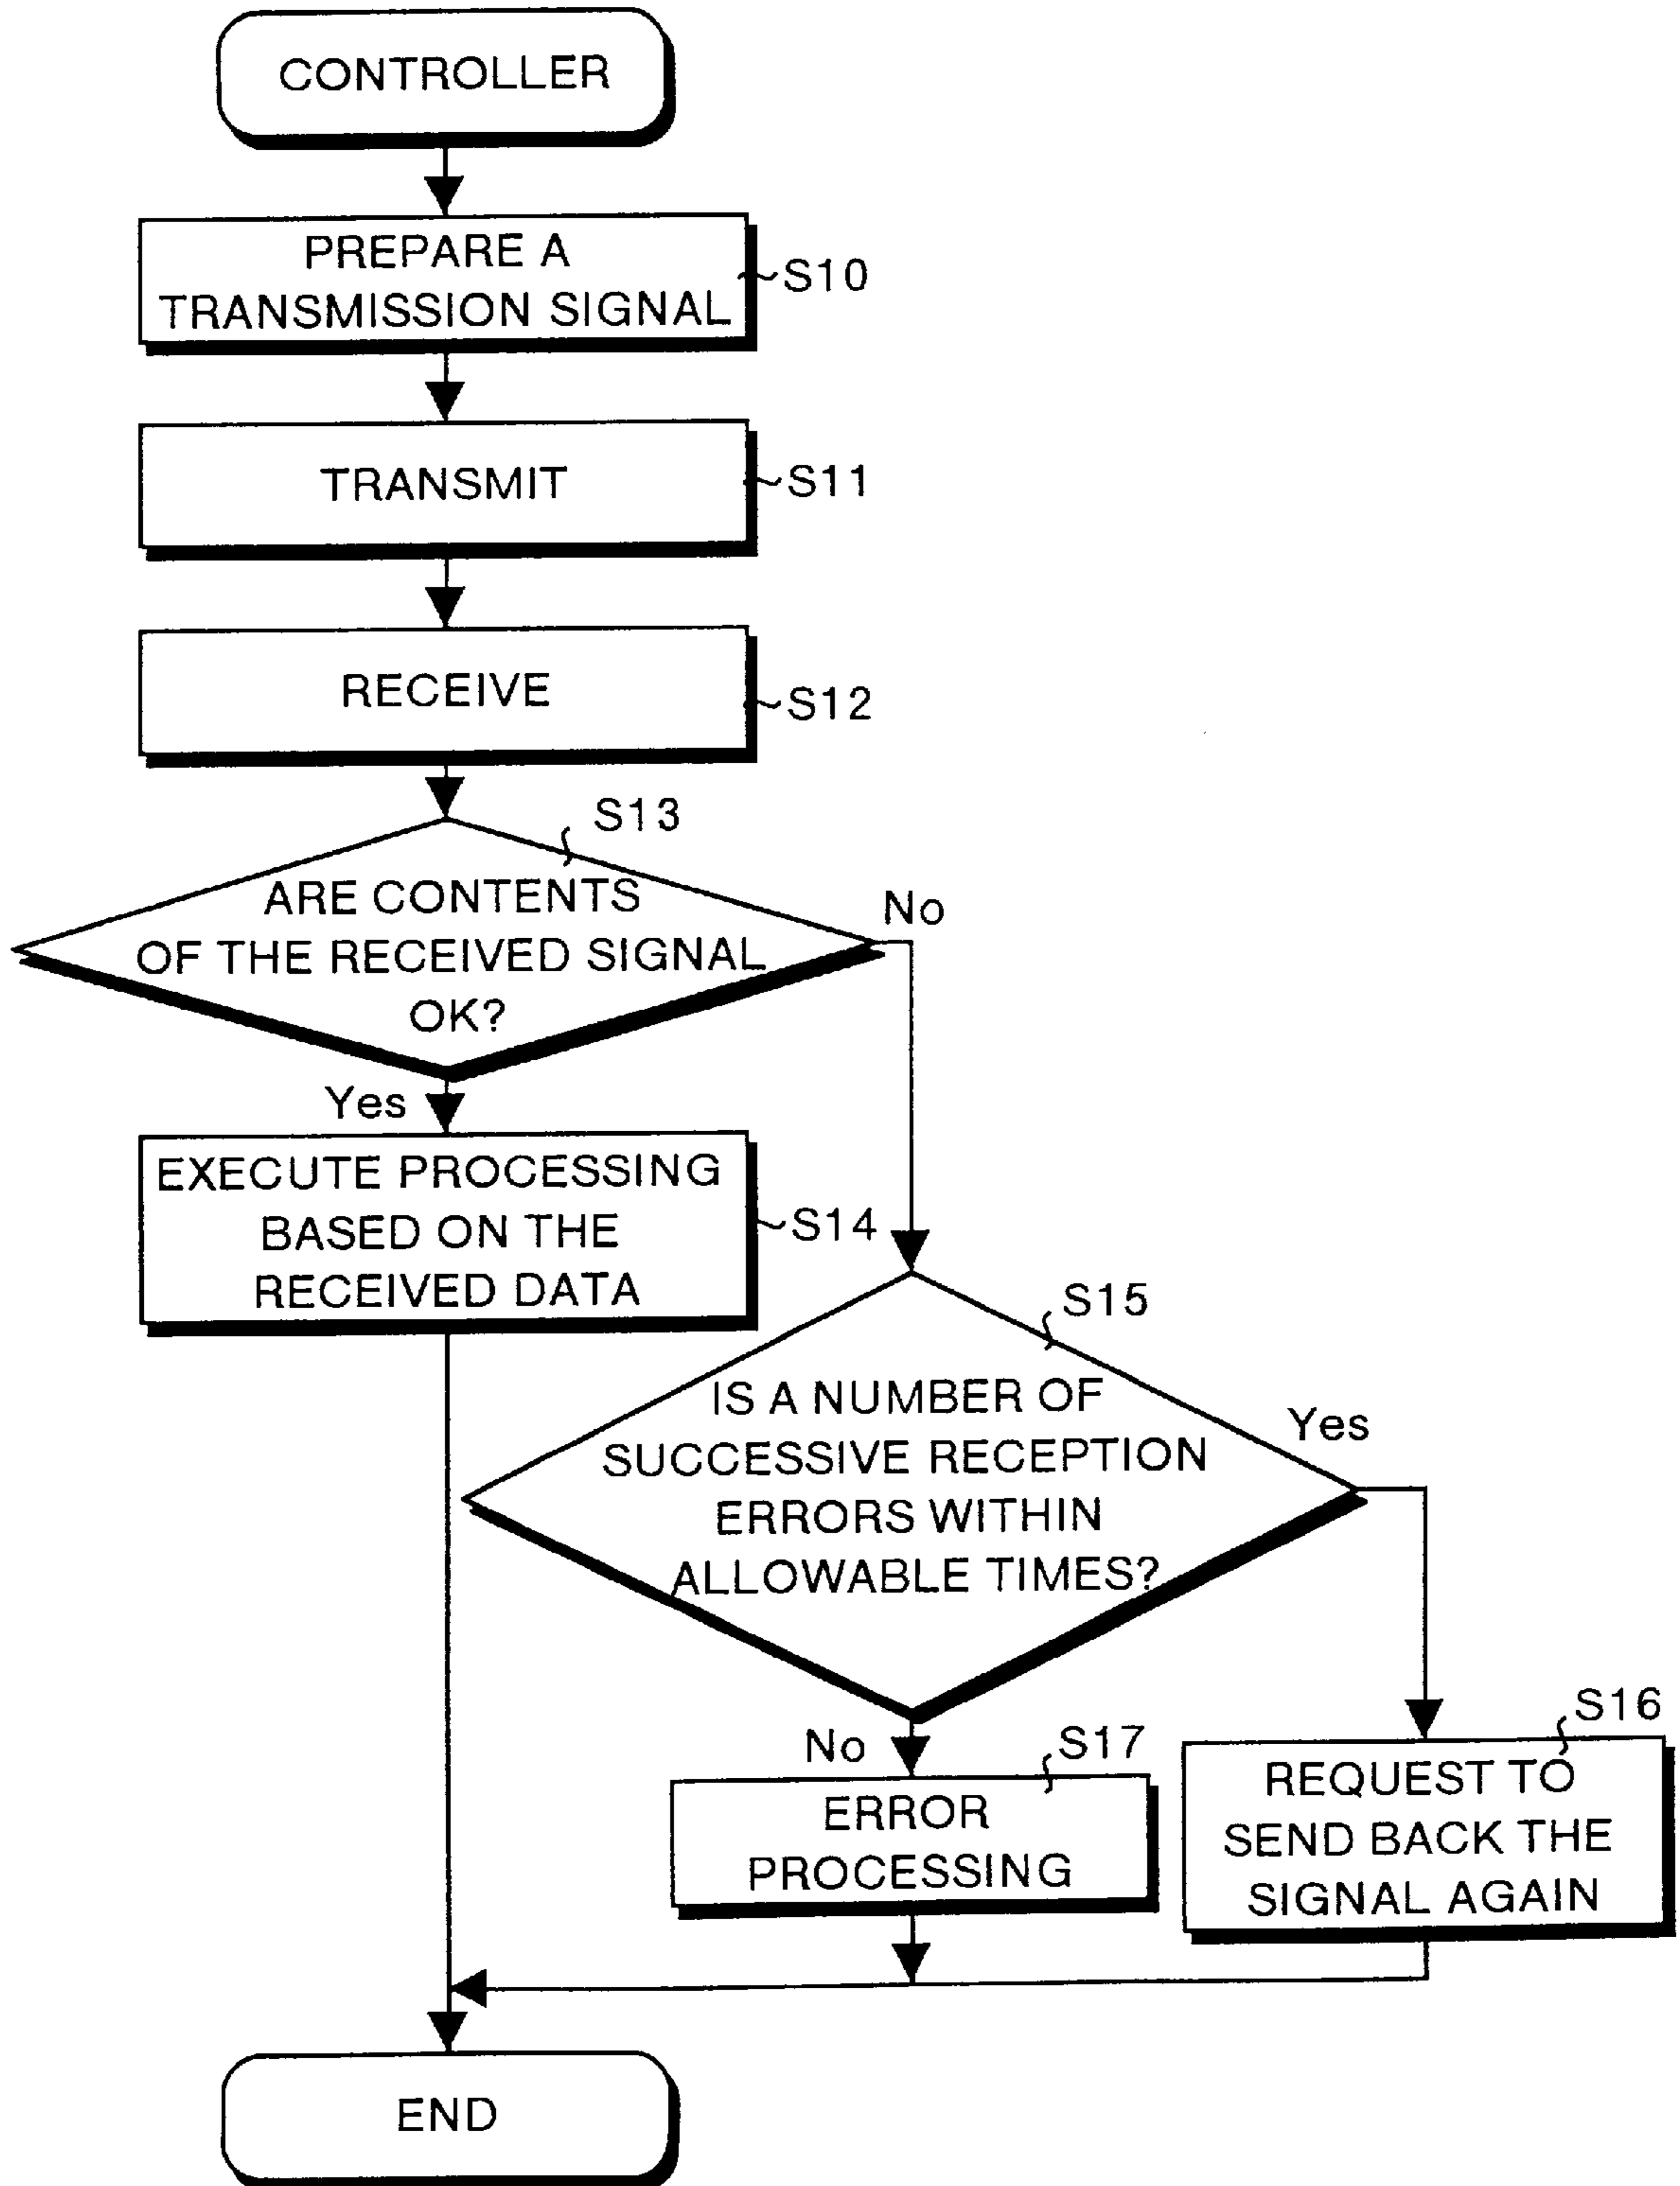 CONTROLLER
PREPARE A
TRANSMISSION SIGNAL
S10
TRANSMIT
S11
RECEIVE
S12
S13
ARE CONTENTS
OF THE RECEIVED SIGNAL
OK?
No
Yes
EXECUTE PROCESSING
BASED ON THE
RECEIVED DATA
S14
S15
IS A NUMBER OF
SUCCESSIVE RECEPTION
ERRORS WITHIN
ALLOWABLE TIMES?
Yes
No
S17
ERROR
PROCESSING
S16
REQUEST TO
SEND BACK THE
SIGNAL AGAIN
END